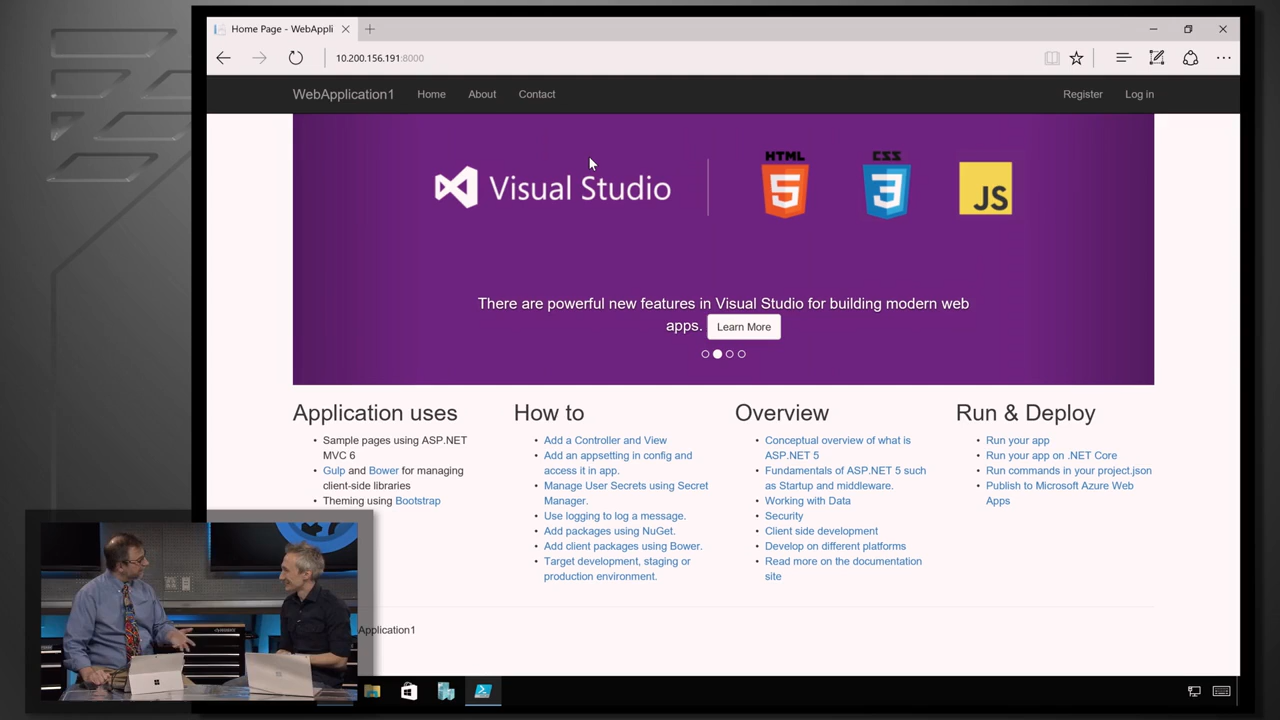 Home Page - WebAppli
10.200.156.191:8000
WebApplication1 Home About Contact Register Log in
Visual Studio
HTML
5
CSS
3
JS
There are powerful new features in Visual Studio for building modern web
apps. Learn More
Application uses
• Sample pages using ASP.NET
MVC 6
• Gulp and Bower for managing
client-side libraries
• Theming using Bootstrap
How to
• Add a Controller and View
• Add an appsetting in config and
access it in app.
• Manage User Secrets using Secret
Manager.
• Use logging to log a message.
• Add packages using NuGet.
• Add client packages using Bower.
• Target development, staging or
production environment.
Overview
• Conceptual overview of what is
ASP.NET 5
• Fundamentals of ASP.NET 5 such
as Startup and middleware.
• Working with Data
• Security
• Client side development
• Develop on different platforms
• Read more on the documentation
site
Run & Deploy
• Run your app
• Run your app on .NET Core
• Run commands in your project.json
• Publish to Microsoft Azure Web
Apps
Application1